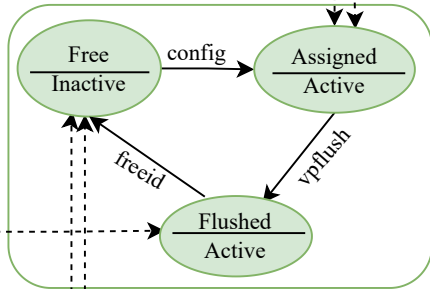 Free
Inactive
config
Assigned
Active
freeid
vpflush
Flushed
Active